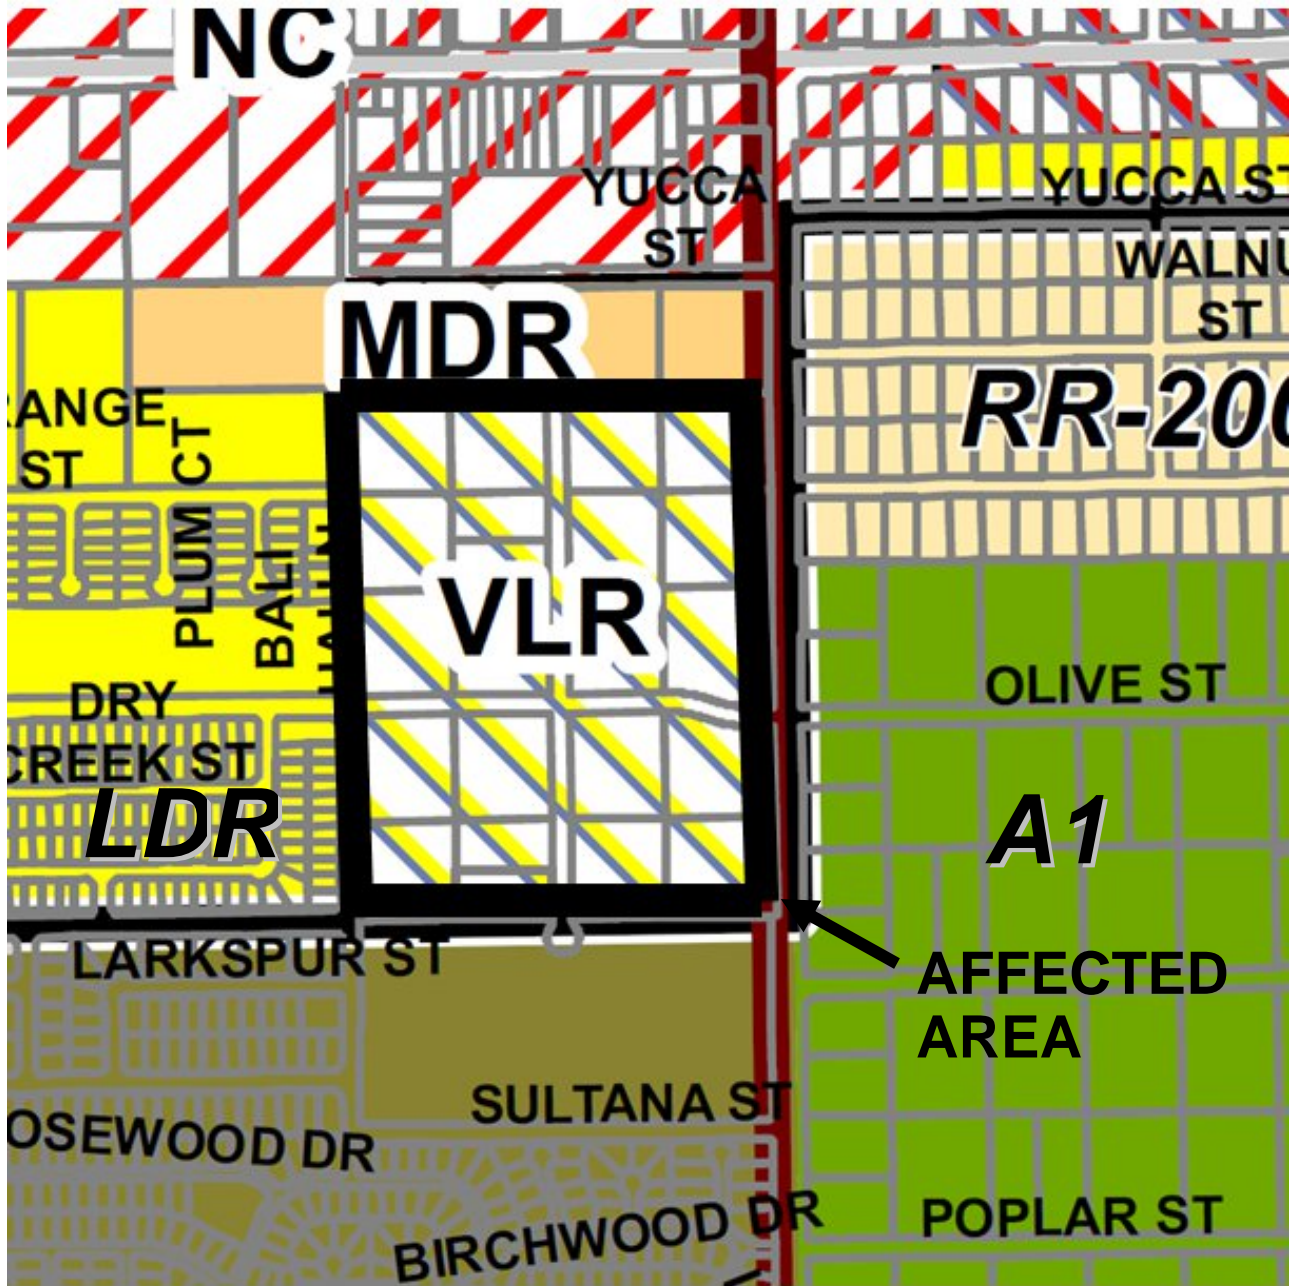 NC
YUCCA
ST
YUCCA ST
WALNU
ST
MDR
RR-200
RANGE
ST
PLUM CT
BALI
VLR
DRY
CREEK ST
OLIVE ST
LDR
A1
LARKSPUR ST
AFFECTED
AREA
SULTANA ST
OSEWOOD DR
BIRCHWOOD DR
POPLAR ST